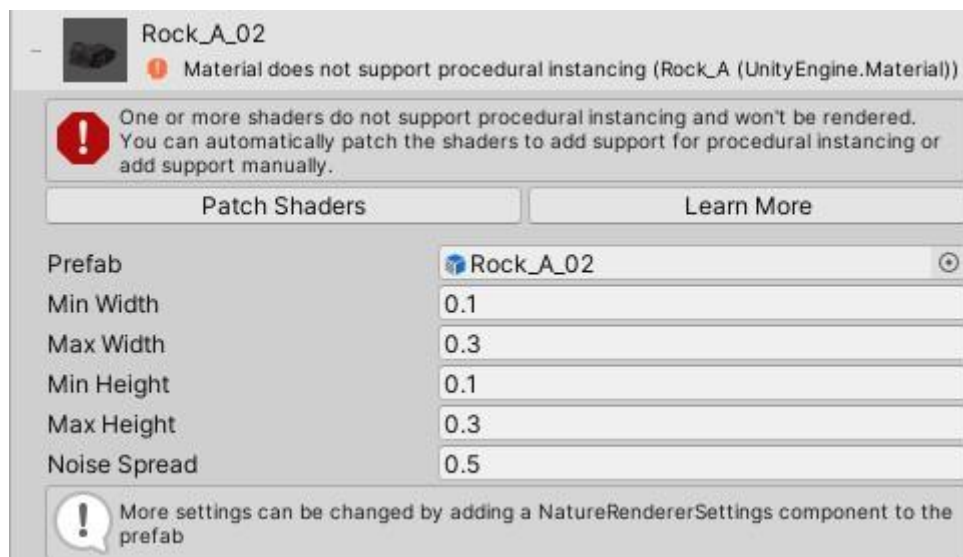 Rock_A_02
Material does not support procedural instancing (Rock_A (UnityEngine.Material))
One or more shaders do not support procedural instancing and won't be rendered.
You can automatically patch the shaders to add support for procedural instancing or
add support manually.
Patch Shaders Learn More
Prefab Rock_A_02
Min Width 0.1
Max Width 0.3
Min Height 0.1
Max Height 0.3
Noise Spread 0.5
More settings can be changed by adding a NatureRendererSettings component to the
prefab